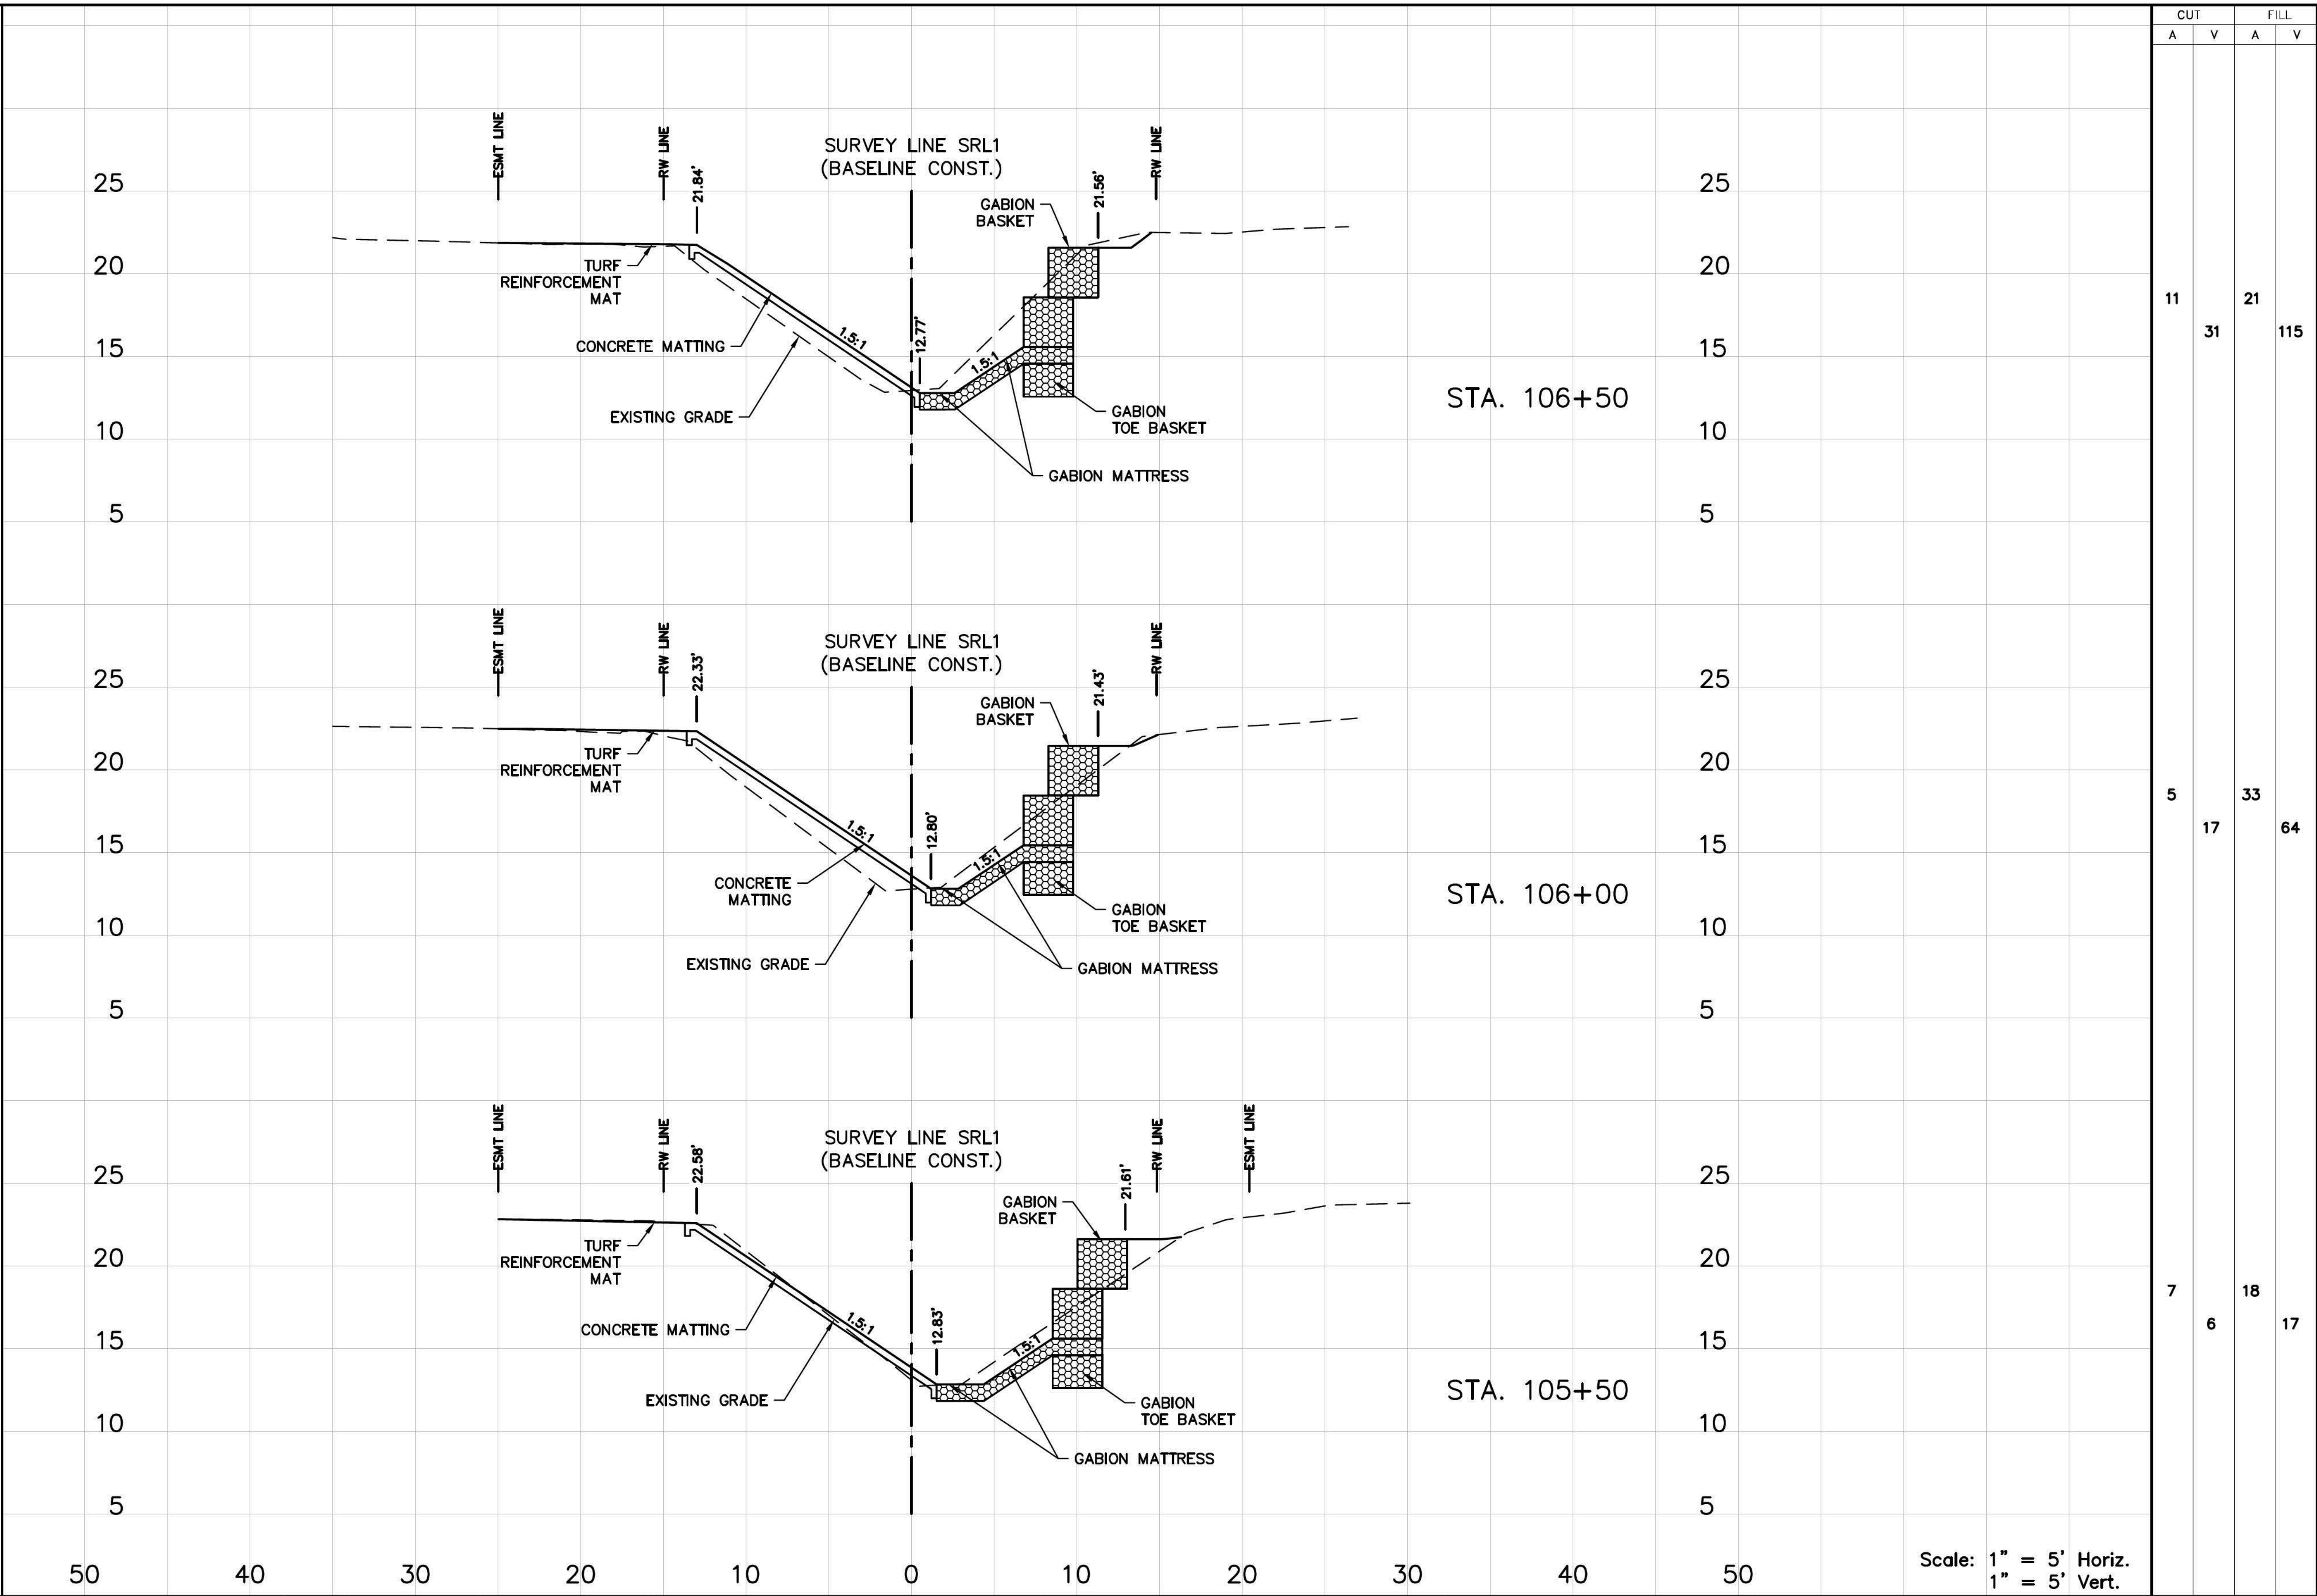 CUT FILL
A V A V
ESMT LINE
RW LINE
21.84'
SURVEY LINE SRL1
(BASELINE CONST.)
12.77'
21.56'
RW LINE
GABION
BASKET
TURF
REINFORCEMENT
MAT
CONCRETE MATTING
EXISTING GRADE
1.5:1
1.5:1
GABION
TOE BASKET
GABION MATTRESS
STA. 106+50
25 25
20 20
15 15
10 10
5 5
11 21
31 115
ESMT LINE
RW LINE
22.33'
SURVEY LINE SRL1
(BASELINE CONST.)
12.80'
21.43'
RW LINE
GABION
BASKET
TURF
REINFORCEMENT
MAT
CONCRETE
MATTING
EXISTING GRADE
1.5:1
1.5:1
GABION
TOE BASKET
GABION MATTRESS
STA. 106+00
25 25
20 20
15 15
10 10
5 5
5 33
17 64
ESMT LINE
RW LINE
22.58'
SURVEY LINE SRL1
(BASELINE CONST.)
12.83'
21.61'
RW LINE
ESMT LINE
GABION
BASKET
TURF
REINFORCEMENT
MAT
CONCRETE MATTING
EXISTING GRADE
1.5:1
1.5:1
GABION
TOE BASKET
GABION MATTRESS
STA. 105+50
25 25
20 20
15 15
10 10
5 5
7 18
6 17
50 40 30 20 10 0 10 20 30 40 50
Scale: 1" = 5' Horiz.
1" = 5' Vert.